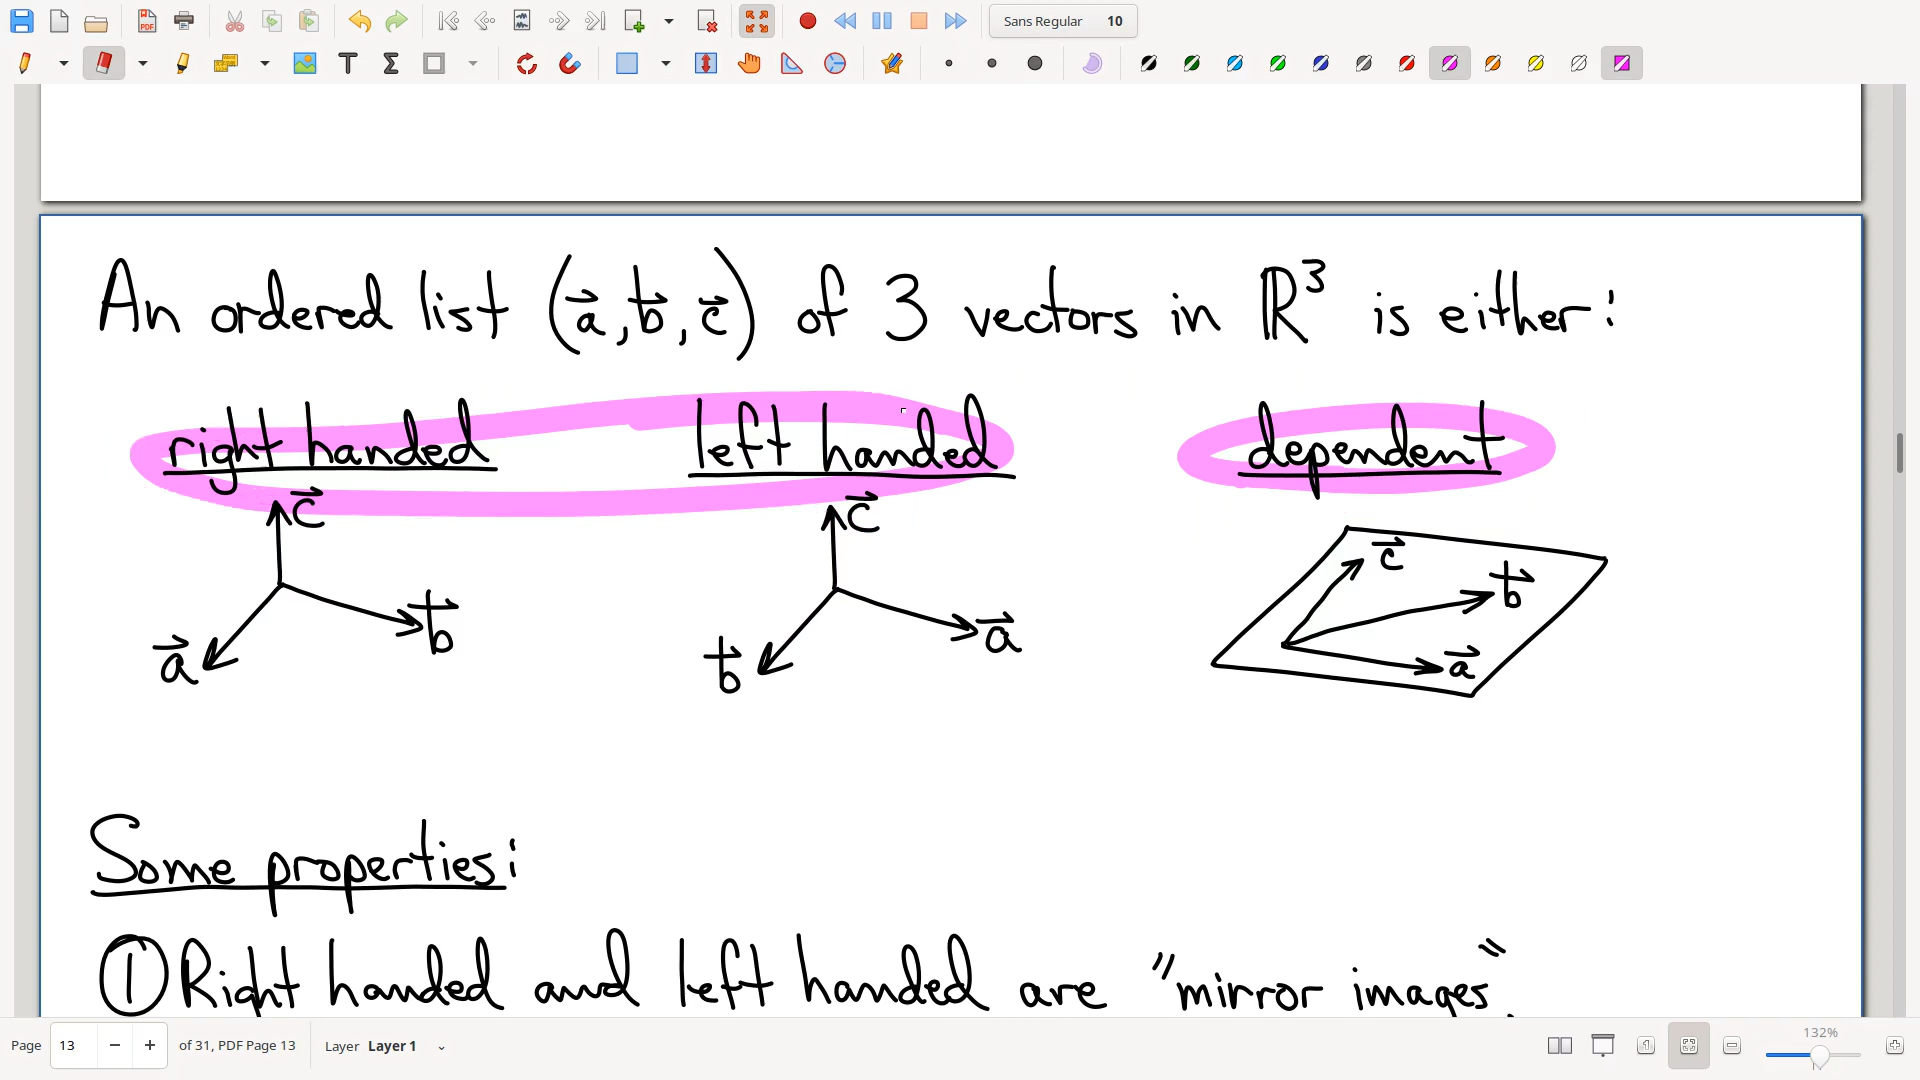 Sans Regular 10
An ordered list (a⃗, b⃗, c⃗) of 3 vectors in ℝ³ is either:
right handed left handed dependent
c⃗ c⃗ c⃗
b⃗ a⃗ b⃗
a⃗ b⃗ a⃗
Some properties:
① Right handed and left handed are "mirror images".
Page 13 of 31, PDF Page 13 Layer Layer 1 132%